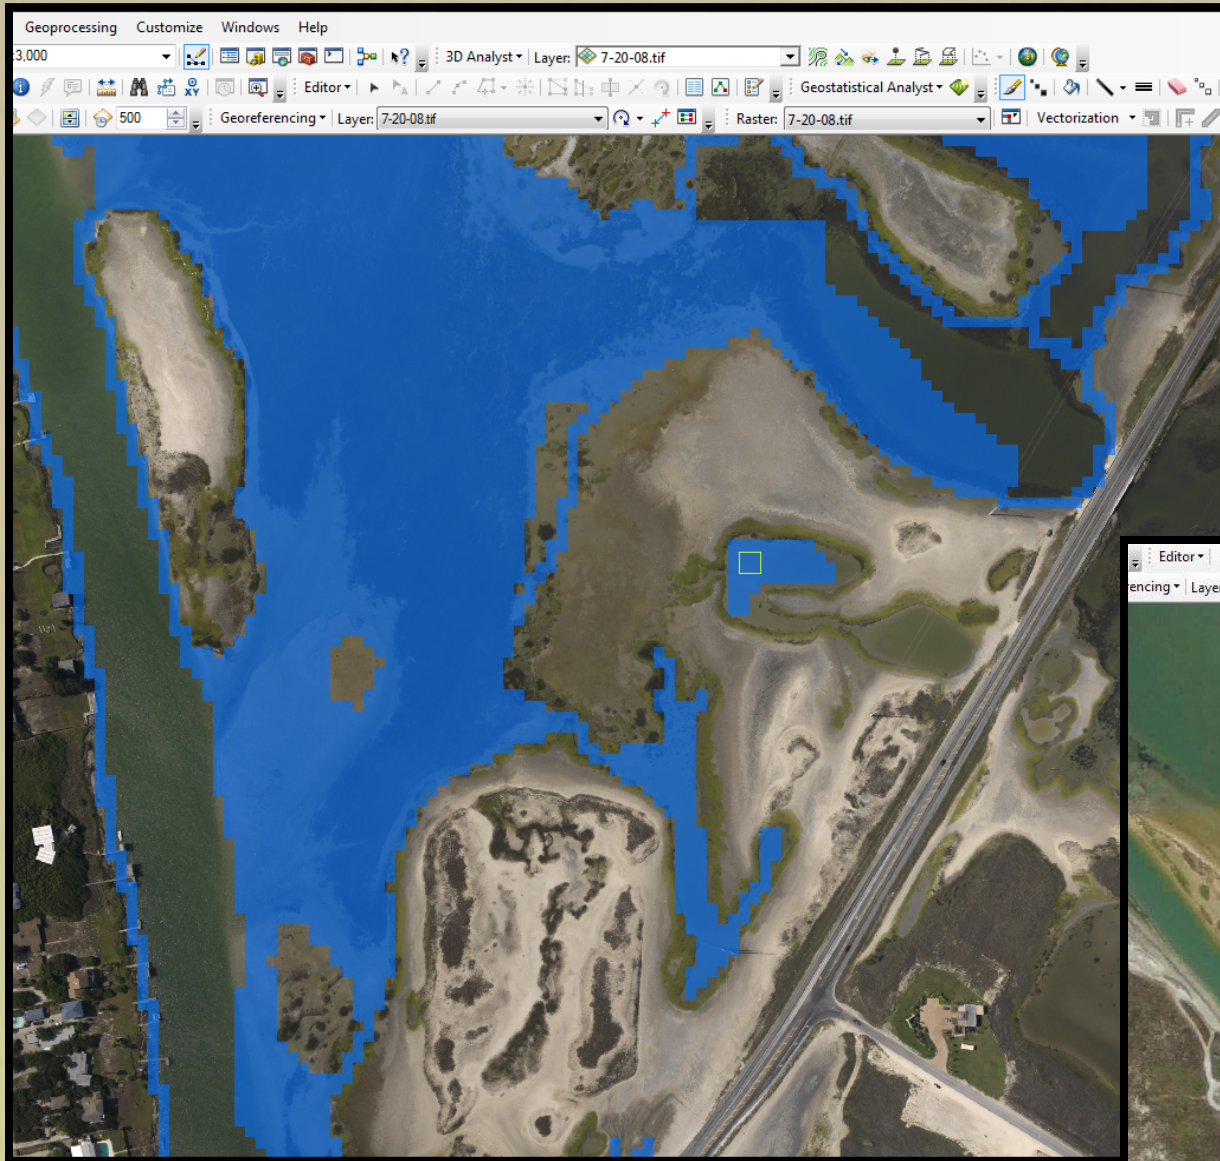 Geoprocessing Customize Windows Help
:3,000 3D Analyst Layer: 7-20-08.tif
Editor Geostatistical Analyst
500 Georeferencing Layer: 7-20-08.tif Raster: 7-20-08.tif Vectorization
Editor
encing Layer